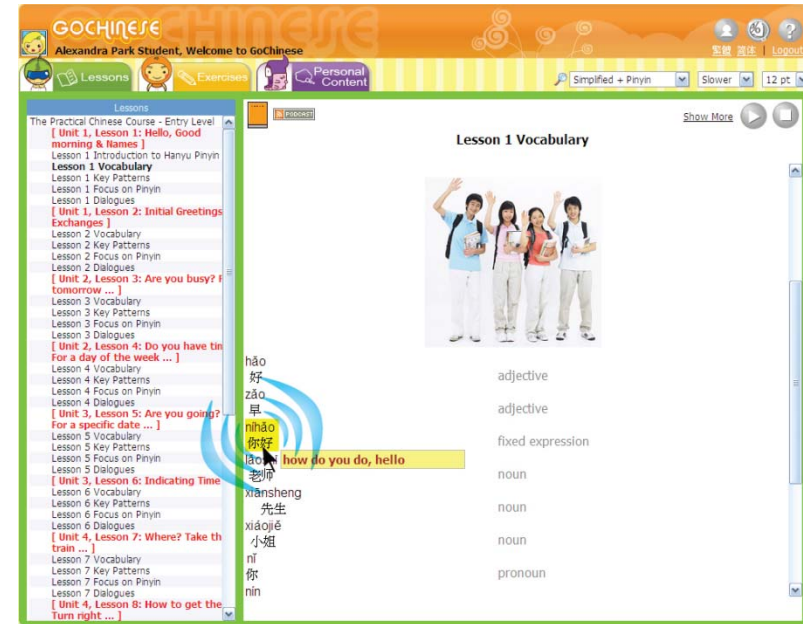 GOCHINESE
Alexandra Park Student, Welcome to GoChinese
繁體 简体 | Logout
Lessons
Exercises
Personal
Content
Simplified + Pinyin
Slower
12 pt
Lessons
The Practical Chinese Course - Entry Level
[ Unit 1, Lesson 1: Hello, Good
morning & Names ]
Lesson 1 Introduction to Hanyu Pinyin
Lesson 1 Vocabulary
Lesson 1 Key Patterns
Lesson 1 Focus on Pinyin
Lesson 1 Dialogues
[ Unit 1, Lesson 2: Initial Greetings
Exchanges ]
Lesson 2 Vocabulary
Lesson 2 Key Patterns
Lesson 2 Focus on Pinyin
Lesson 2 Dialogues
[ Unit 2, Lesson 3: Are you busy? F
tomorrow ... ]
Lesson 3 Vocabulary
Lesson 3 Key Patterns
Lesson 3 Focus on Pinyin
Lesson 3 Dialogues
[ Unit 2, Lesson 4: Do you have tim
For a day of the week ... ]
Lesson 4 Vocabulary
Lesson 4 Key Patterns
Lesson 4 Focus on Pinyin
Lesson 4 Dialogues
[ Unit 3, Lesson 5: Are you going?
For a specific date ... ]
Lesson 5 Vocabulary
Lesson 5 Key Patterns
Lesson 5 Focus on Pinyin
Lesson 5 Dialogues
[ Unit 3, Lesson 6: Indicating Time
Lesson 6 Vocabulary
Lesson 6 Key Patterns
Lesson 6 Focus on Pinyin
Lesson 6 Dialogues
[ Unit 4, Lesson 7: Where? Take th
train ... ]
Lesson 7 Vocabulary
Lesson 7 Key Patterns
Lesson 7 Focus on Pinyin
Lesson 7 Dialogues
[ Unit 4, Lesson 8: How to get the
Turn right ... ]
PODCAST
Show More
Lesson 1 Vocabulary
hǎo
好 adjective
zǎo
早 adjective
nǐhǎo
你好 fixed expression
how do you do, hello
老师 noun
xiānsheng
先生 noun
xiáojiě
小姐 noun
nǐ
你 pronoun
nín